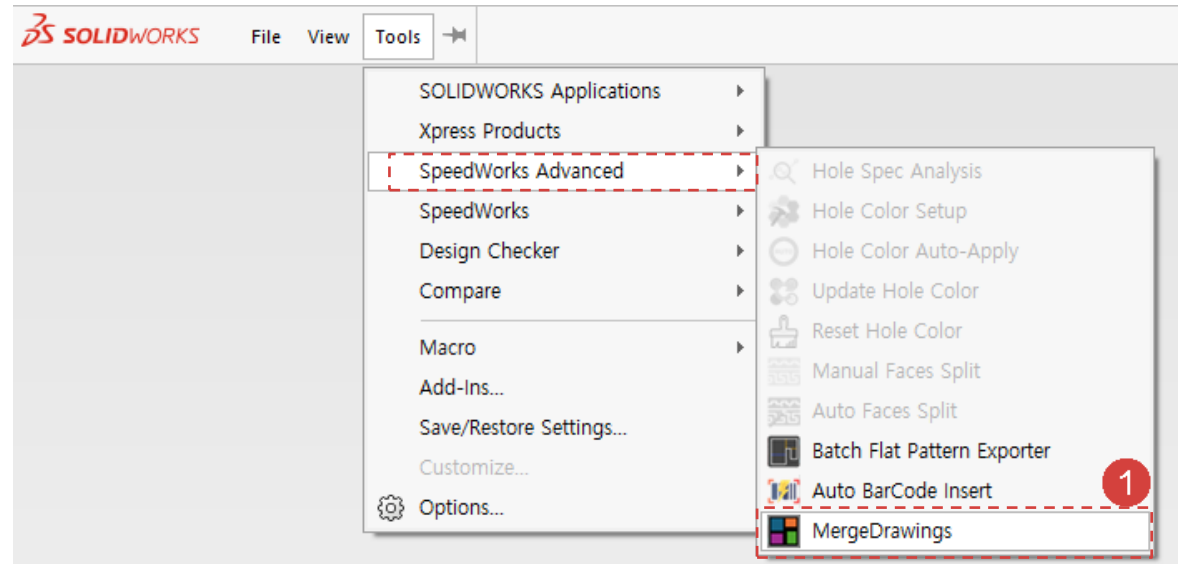 SOLIDWORKS File View Tools
SOLIDWORKS Applications
Xpress Products
SpeedWorks Advanced
SpeedWorks
Design Checker
Compare
Macro
Add-Ins...
Save/Restore Settings...
Customize...
Options...
Hole Spec Analysis
Hole Color Setup
Hole Color Auto-Apply
Update Hole Color
Reset Hole Color
Manual Faces Split
Auto Faces Split
Batch Flat Pattern Exporter
Auto BarCode Insert
1
MergeDrawings